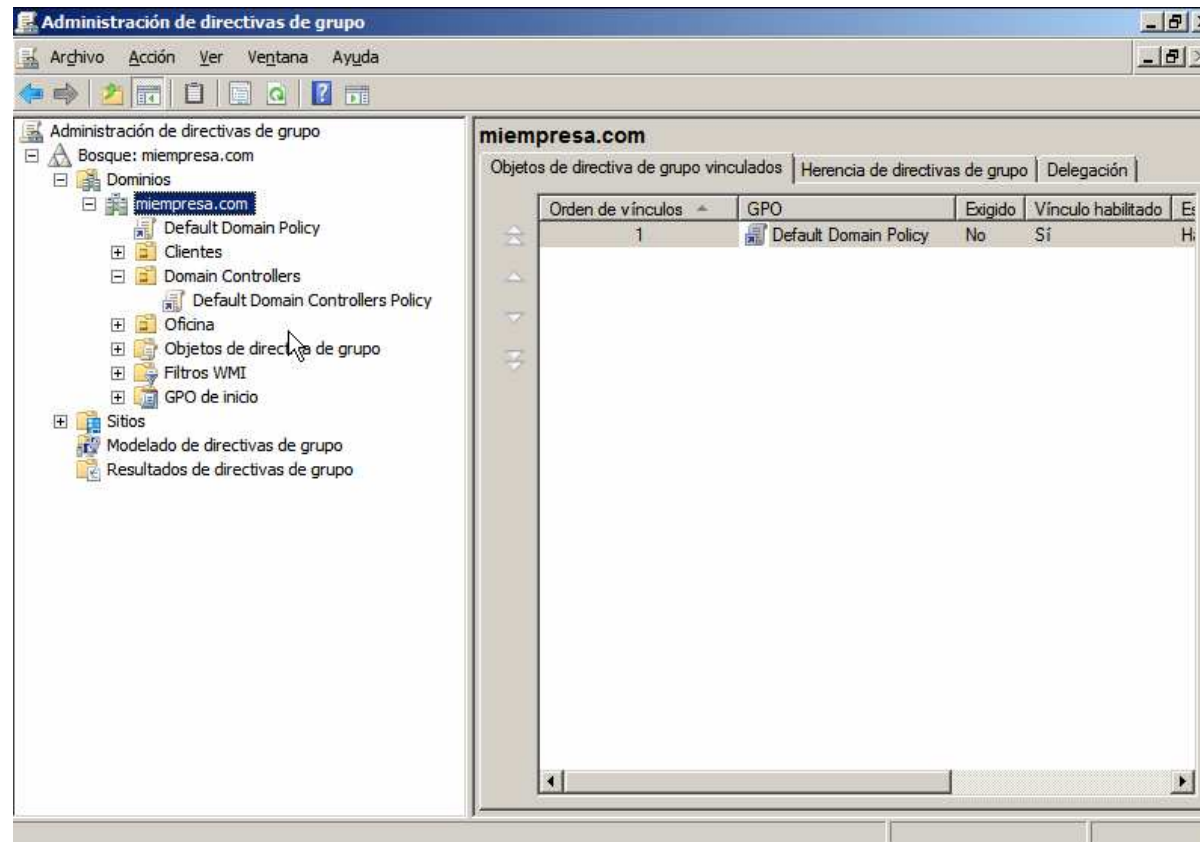 Administración de directivas de grupo
Archivo Acción Ver Ventana Ayuda
Administración de directivas de grupo
Bosque: miempresa.com
Dominios
miempresa.com
Default Domain Policy
Clientes
Domain Controllers
Default Domain Controllers Policy
Oficina
Objetos de directiva de grupo
Filtros WMI
GPO de inicio
Sitios
Modelado de directivas de grupo
Resultados de directivas de grupo
miempresa.com
Objetos de directiva de grupo vinculados Herencia de directivas de grupo Delegación
Orden de vínculos GPO Exigido Vínculo habilitado
1 Default Domain Policy No Sí